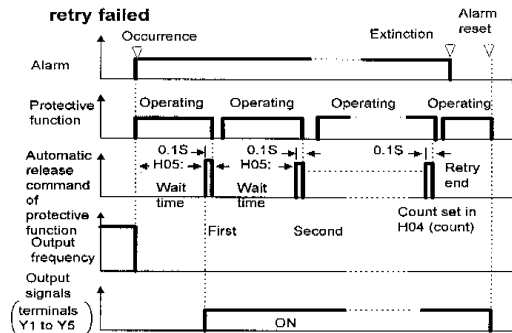 retry failed
Occurrence
Extinction
Alarm
reset
Alarm
Protective
function
Operating
Operating
Operating
Operating
0.1S
0.1S
0.1S
H05:
H05:
Wait
time
Wait
time
Retry
end
Automatic
release
command
of
protective
function
Count set in
H04 (count)
First
Second
Output
frequency
Output
signals
(terminals
Y1 to Y5)
ON